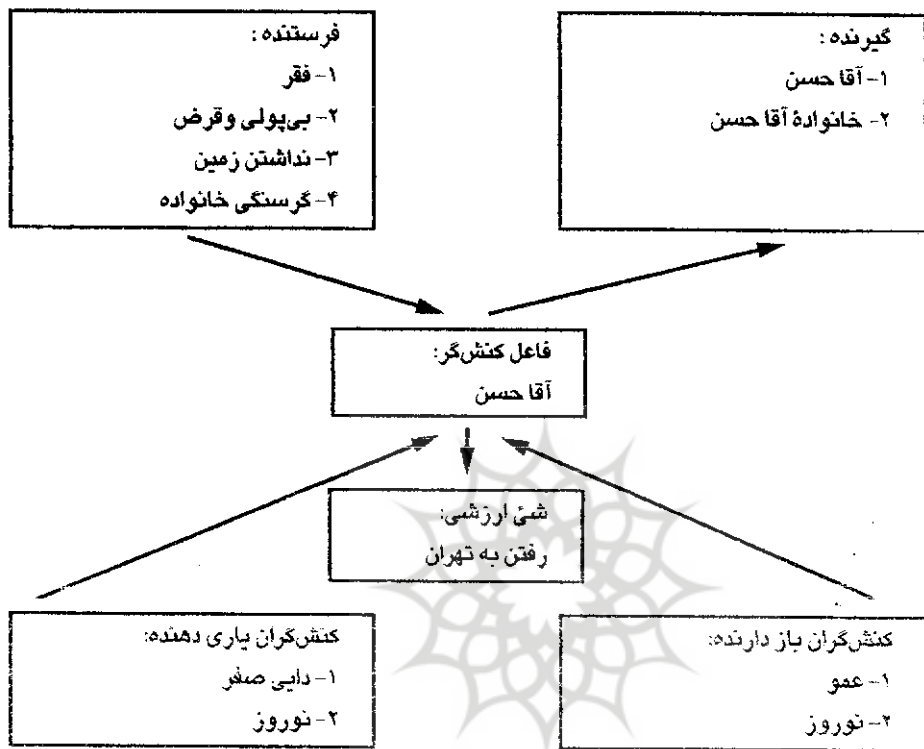 فرستنده:
۱- فقر
۲- بی‌پولی و قرض
۳- نداشتن زمین
۴- گرسنگی خانواده
گیرنده:
۱- آقا حسن
۲- خانوادهٔ آقا حسن
فاعل کنش‌گر:
آقا حسن
شئ ارزشی:
رفتن به تهران
کنش‌گران یاری دهنده:
۱- دایی صفر
۲- نوروز
کنش‌گران باز دارنده:
۱- عمو
۲- نوروز